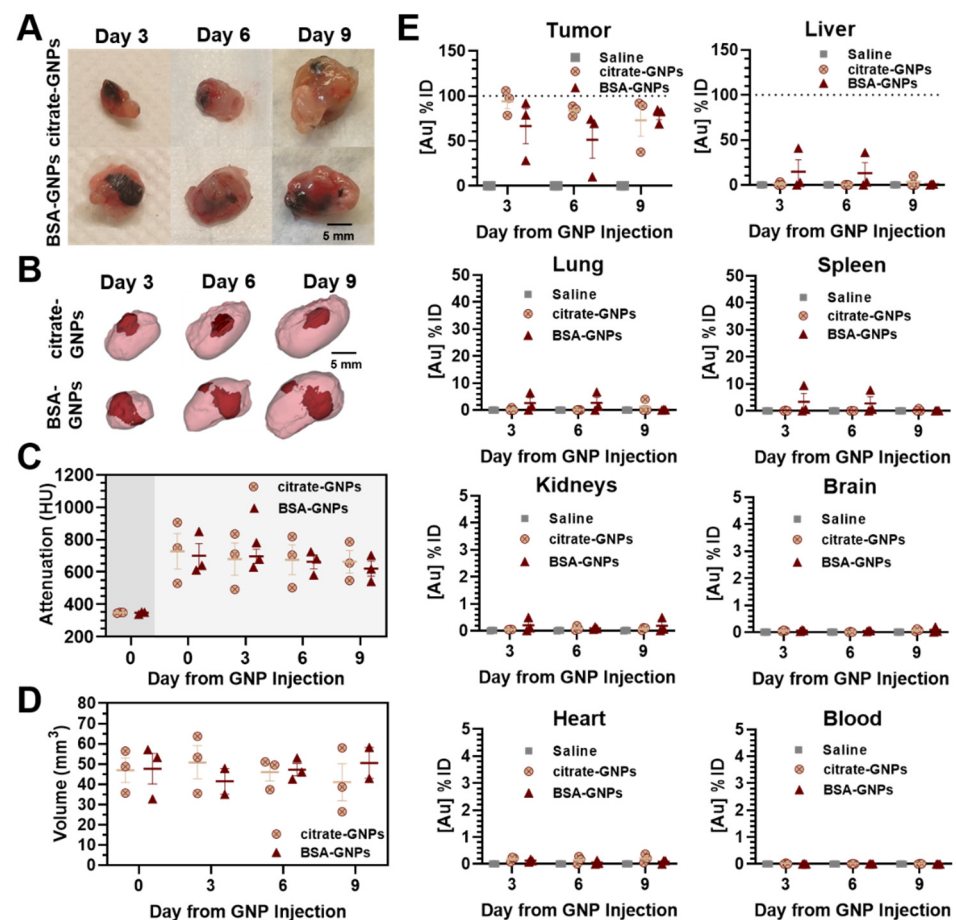 A
Day 3 Day 6 Day 9
citrate-GNPs
BSA-GNPs
5 mm
B
Day 3 Day 6 Day 9
citrate-
GNPs
5 mm
BSA-
GNPs
C
1200
1000
800
600
400
200
Attenuation (HU)
citrate-GNPs
BSA-GNPs
0 0 3 6 9
Day from GNP Injection
D
80
70
60
50
40
30
20
10
0
Volume (mm³)
citrate-GNPs
BSA-GNPs
0 3 6 9
Day from GNP Injection
E
Tumor
150
100
50
0
[Au] % ID
Saline
citrate-GNPs
BSA-GNPs
3 6 9
Day from GNP Injection
Liver
150
100
50
0
[Au] % ID
Saline
citrate-GNPs
BSA-GNPs
3 6 9
Day from GNP Injection
Lung
50
40
30
20
10
0
[Au] % ID
Saline
citrate-GNPs
BSA-GNPs
3 6 9
Day from GNP Injection
Spleen
50
40
30
20
10
0
[Au] % ID
Saline
citrate-GNPs
BSA-GNPs
3 6 9
Day from GNP Injection
Kidneys
5
4
3
2
1
0
[Au] % ID
Saline
citrate-GNPs
BSA-GNPs
3 6 9
Day from GNP Injection
Brain
5
4
3
2
1
0
[Au] % ID
Saline
citrate-GNPs
BSA-GNPs
3 6 9
Day from GNP Injection
Heart
5
4
3
2
1
0
[Au] % ID
Saline
citrate-GNPs
BSA-GNPs
3 6 9
Day from GNP Injection
Blood
5
4
3
2
1
0
[Au] % ID
Saline
citrate-GNPs
BSA-GNPs
3 6 9
Day from GNP Injection